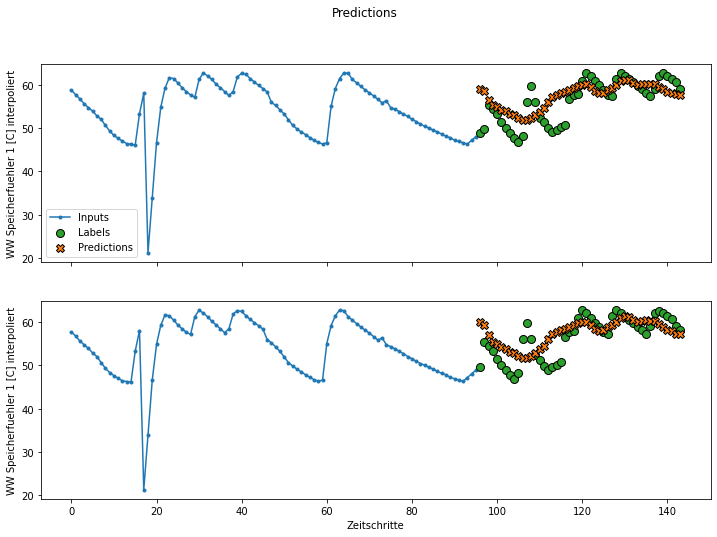 Predictions
WW Speicherfuehler 1 [C] interpoliert
60
50
40
30
20
Inputs
Labels
Predictions
WW Speicherfuehler 1 [C] interpoliert
60
50
40
30
20
0 20 40 60 80 100 120 140
Zeitschritte